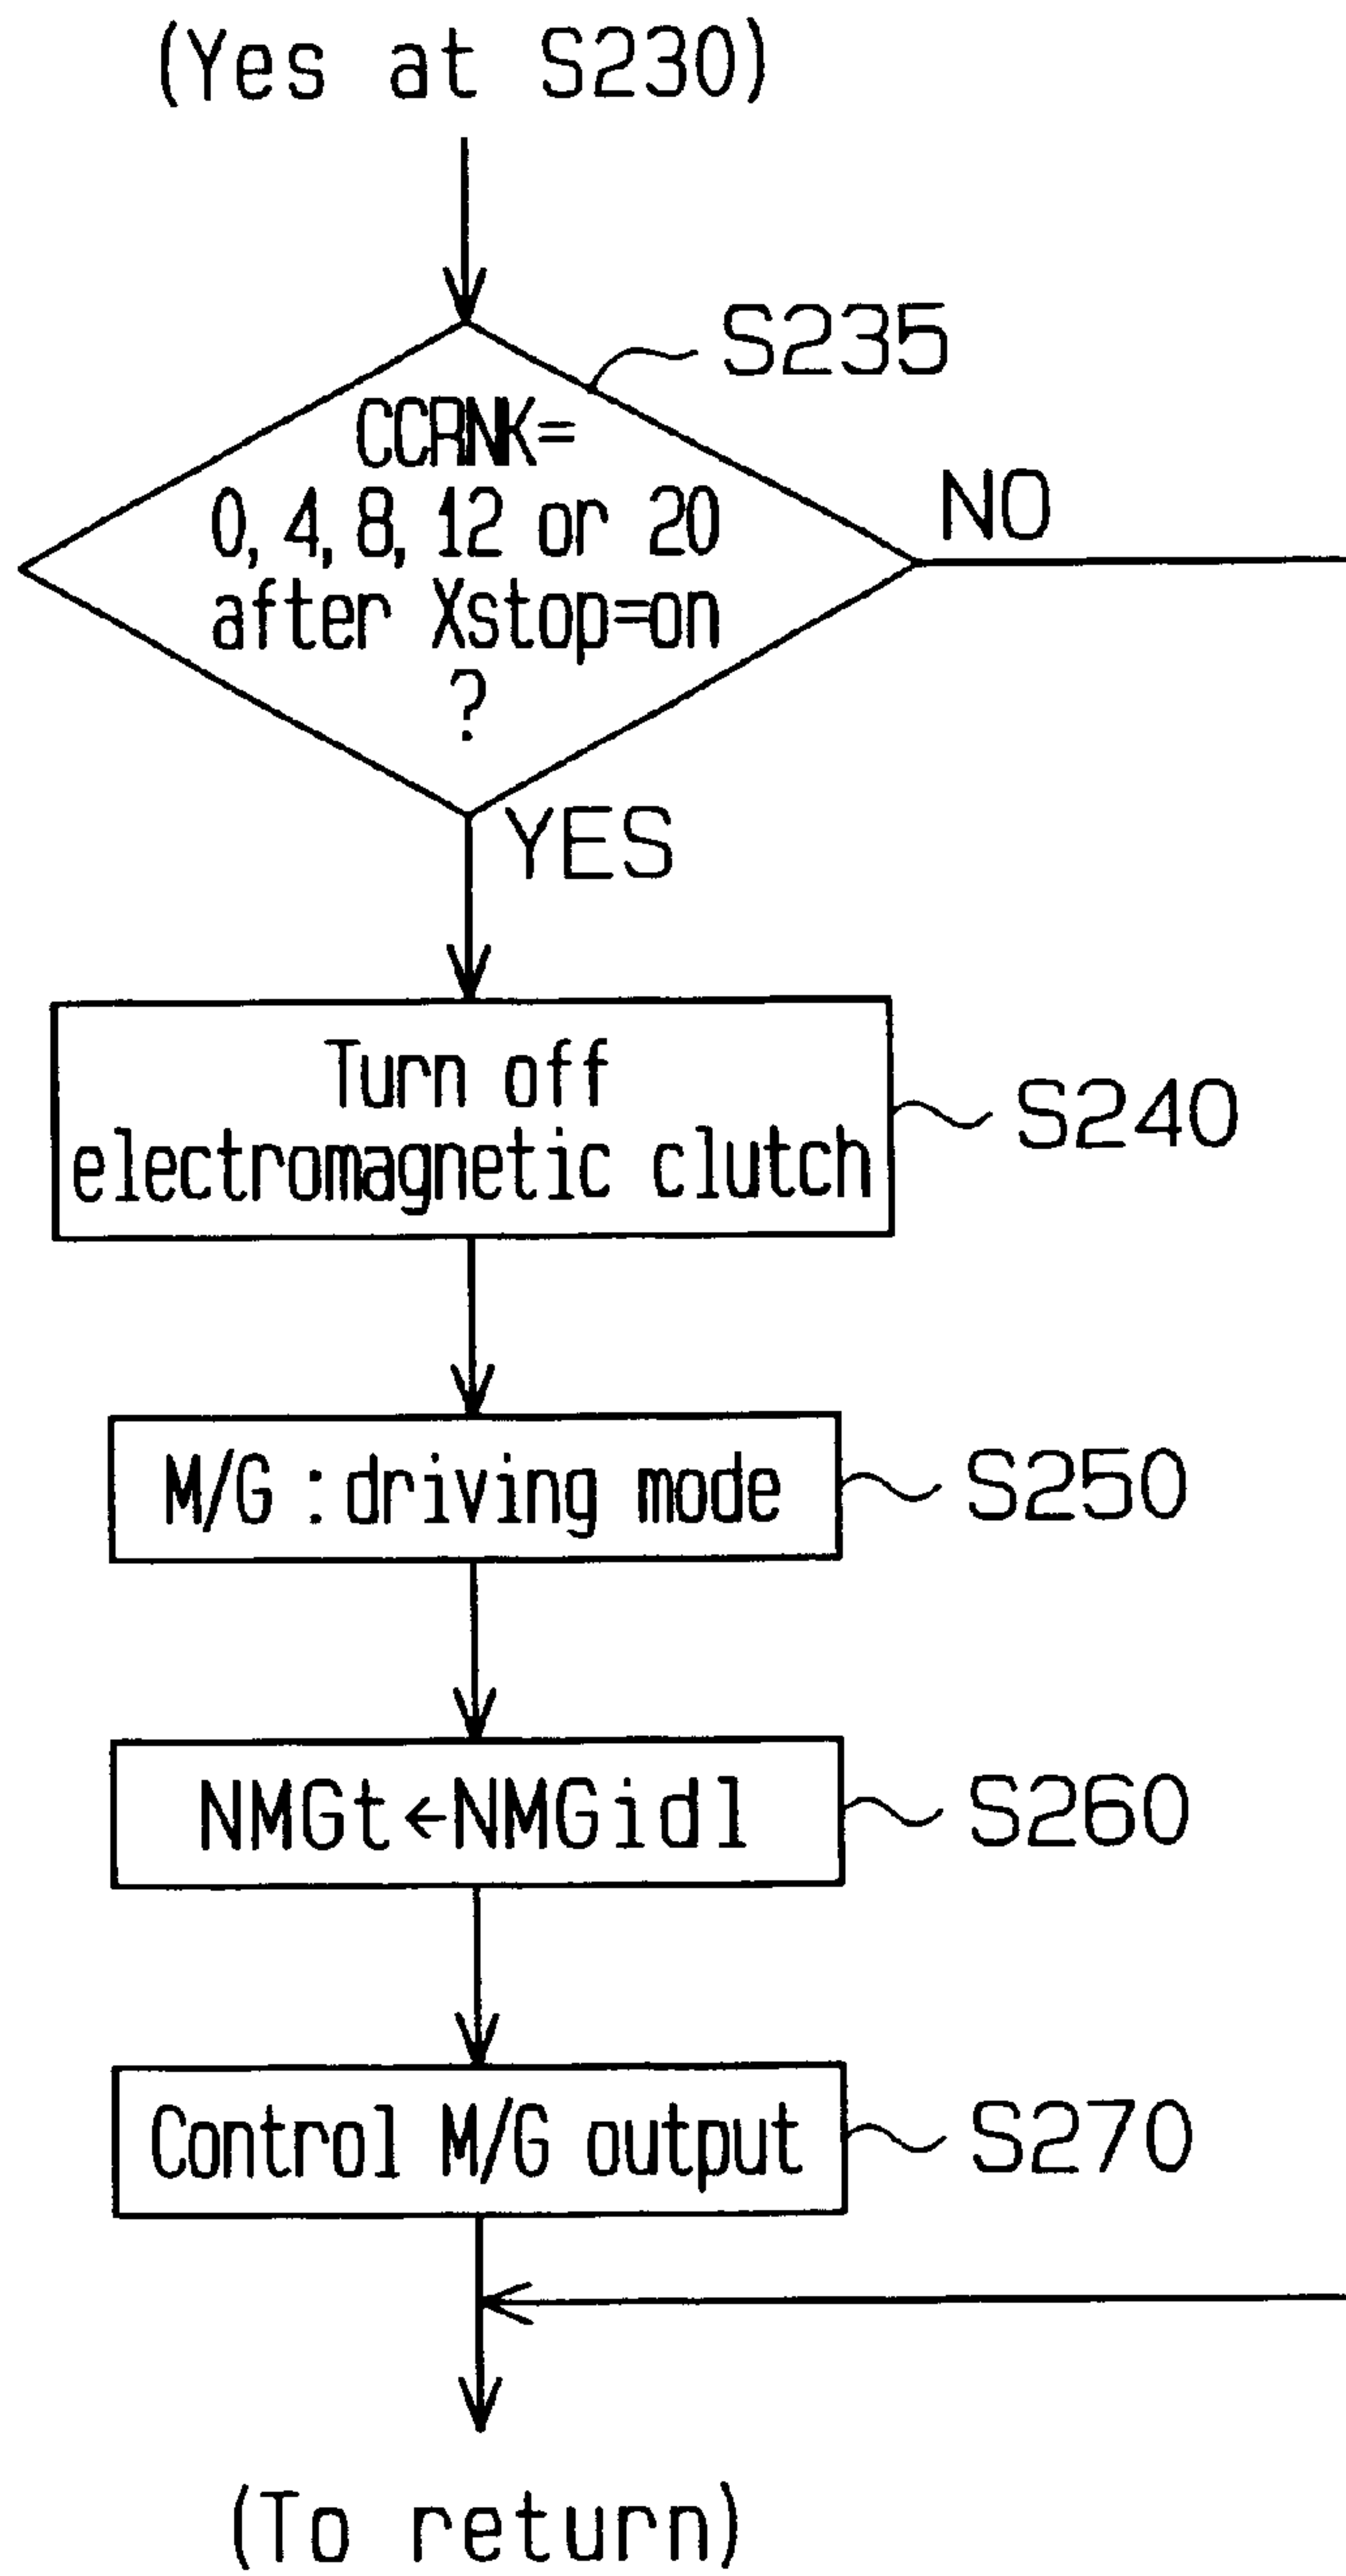 (Yes at S230)
S235
CCRNK=
0, 4, 8, 12 or 20
after Xstop=on
?
NO
YES
Turn off
electromagnetic clutch
S240
M/G : driving mode
S250
NMGt←NMGidl
S260
Control M/G output
S270
(To return)